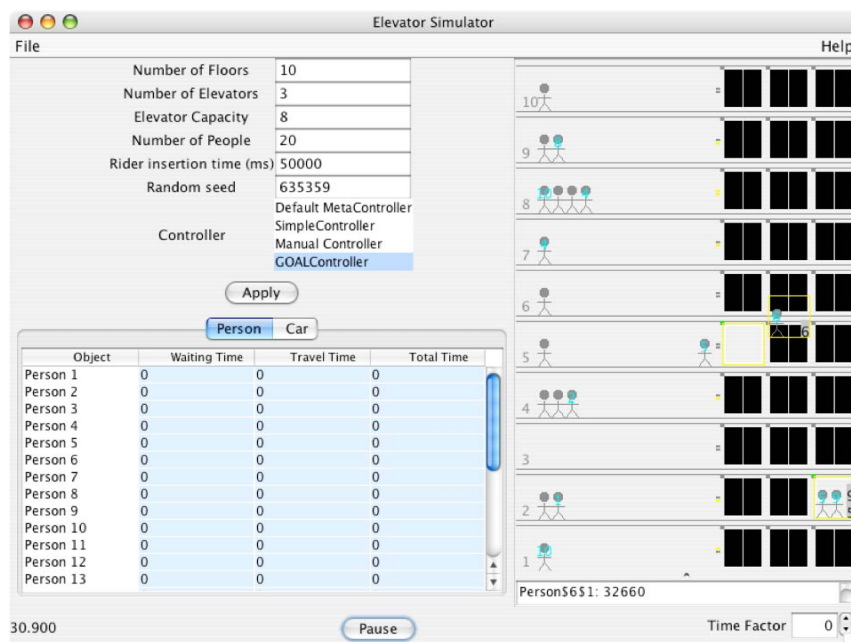 Elevator Simulator
File
Help
Number of Floors 10
Number of Elevators 3
Elevator Capacity 8
Number of People 20
Rider insertion time (ms) 50000
Random seed 635359
Controller
Default MetaController
SimpleController
Manual Controller
GOALController
Apply
Person Car
Object Waiting Time Travel Time Total Time
Person 1 0 0 0
Person 2 0 0 0
Person 3 0 0 0
Person 4 0 0 0
Person 5 0 0 0
Person 6 0 0 0
Person 7 0 0 0
Person 8 0 0 0
Person 9 0 0 0
Person 10 0 0 0
Person 11 0 0 0
Person 12 0 0 0
Person 13 0 0 0
10
9
8 10
7
6
6
5
4
3
2
1 10
Person$6$1: 32660
30.900
Pause
Time Factor 0